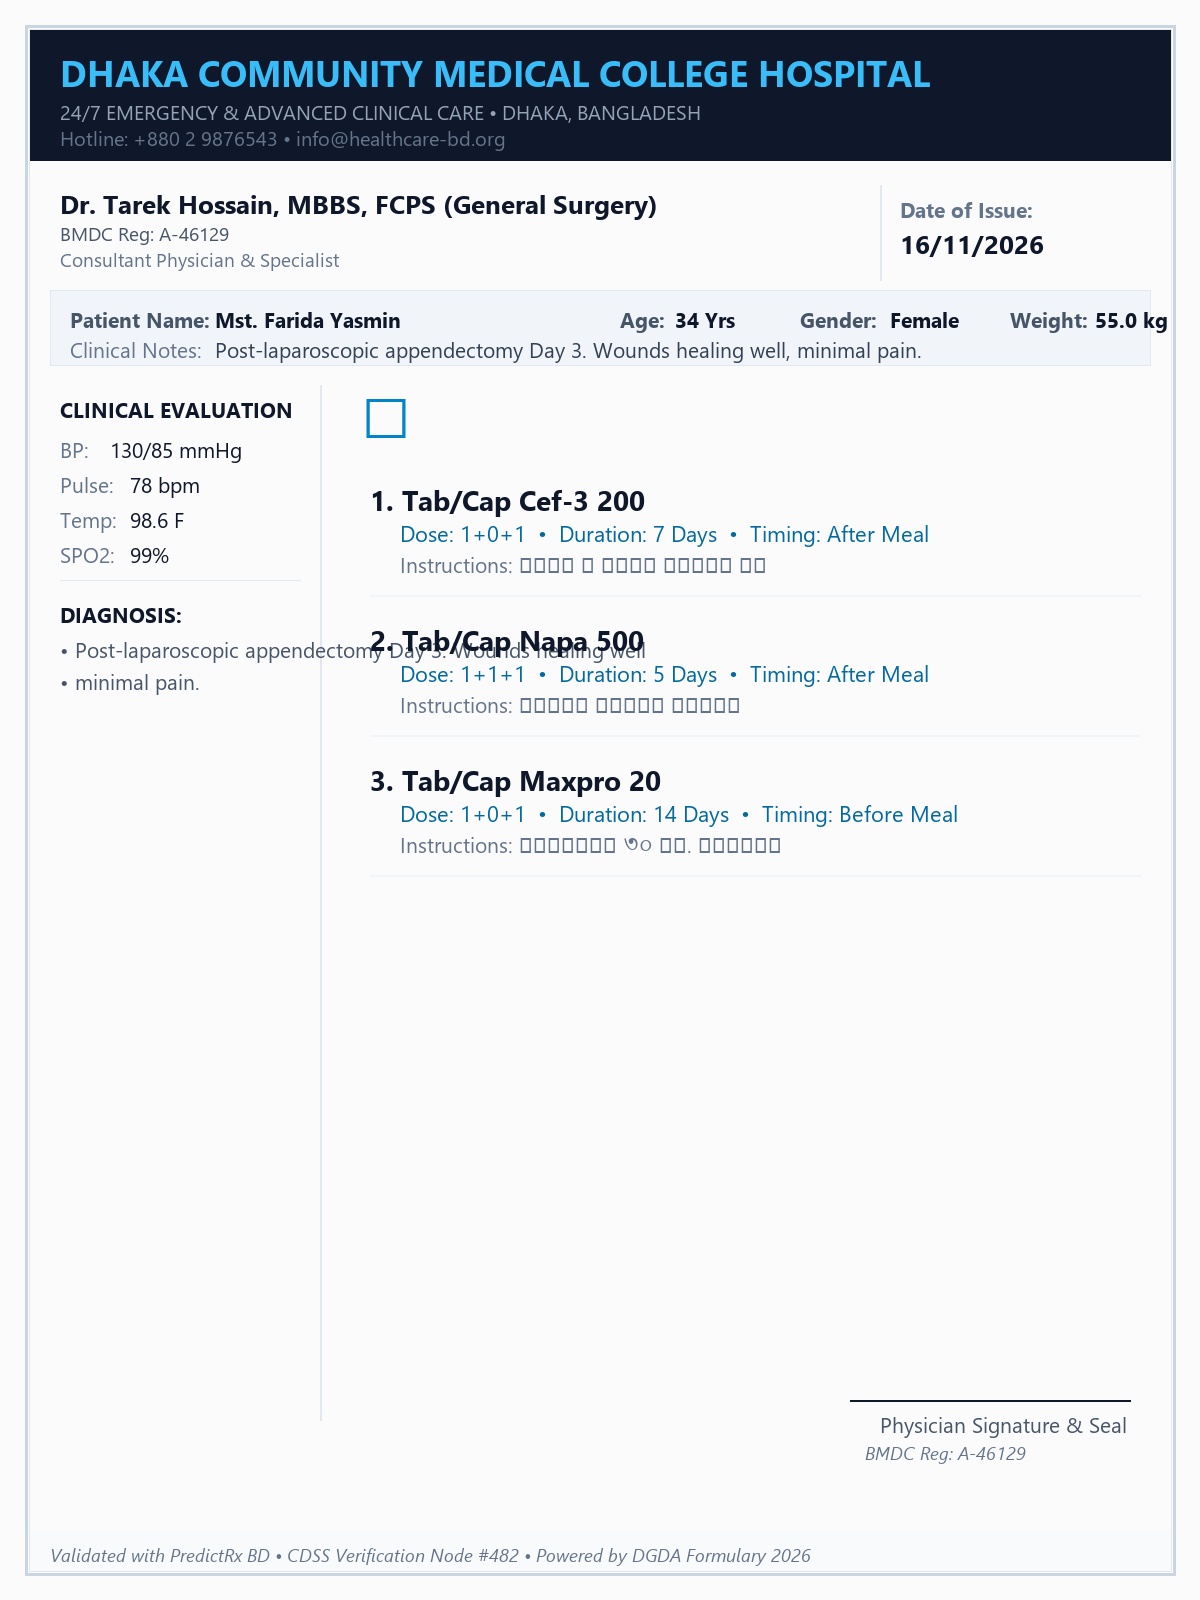 DHAKA COMMUNITY MEDICAL COLLEGE HOSPITAL
24/7 EMERGENCY & ADVANCED CLINICAL CARE • DHAKA, BANGLADESH
Hotline: +880 2 9876543 • info@healthcare-bd.org
Dr. Tarek Hossain, MBBS, FCPS (General Surgery)
BMDC Reg: A-46129
Consultant Physician & Specialist
Date of Issue:
16/11/2026
Patient Name: Mst. Farida Yasmin Age: 34 Yrs Gender: Female Weight: 55.0 kg
Clinical Notes: Post-laparoscopic appendectomy Day 3. Wounds healing well, minimal pain.
CLINICAL EVALUATION
BP: 130/85 mmHg
Pulse: 78 bpm
Temp: 98.6 F
SPO2: 99%
DIAGNOSIS:
• Post-laparoscopic appendectomy Day 3. Wounds healing well
• minimal pain.
1. Tab/Cap Cef-3 200
Dose: 1+0+1 • Duration: 7 Days • Timing: After Meal
Instructions:
2. Tab/Cap Napa 500
Dose: 1+1+1 • Duration: 5 Days • Timing: After Meal
Instructions:
3. Tab/Cap Maxpro 20
Dose: 1+0+1 • Duration: 14 Days • Timing: Before Meal
Instructions: ৩০
Physician Signature & Seal
BMDC Reg: A-46129
Validated with PredictRx BD • CDSS Verification Node #482 • Powered by DGDA Formulary 2026